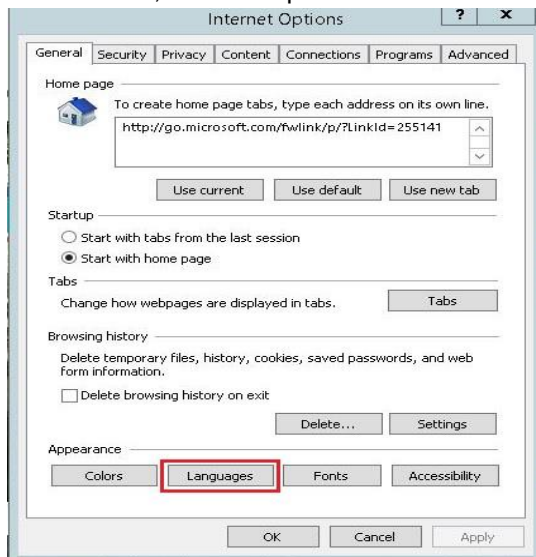 Internet Options
? x
General Security Privacy Content Connections Programs Advanced
Home page
To create home page tabs, type each address on its own line.
http://go.microsoft.com/fwlink/p/?LinkId=255141
Use current Use default Use new tab
Startup
Start with tabs from the last session
Start with home page
Tabs
Change how webpages are displayed in tabs. Tabs
Browsing history
Delete temporary files, history, cookies, saved passwords, and web
form information.
Delete browsing history on exit
Delete... Settings
Appearance
Colors Languages Fonts Accessibility
OK Cancel Apply